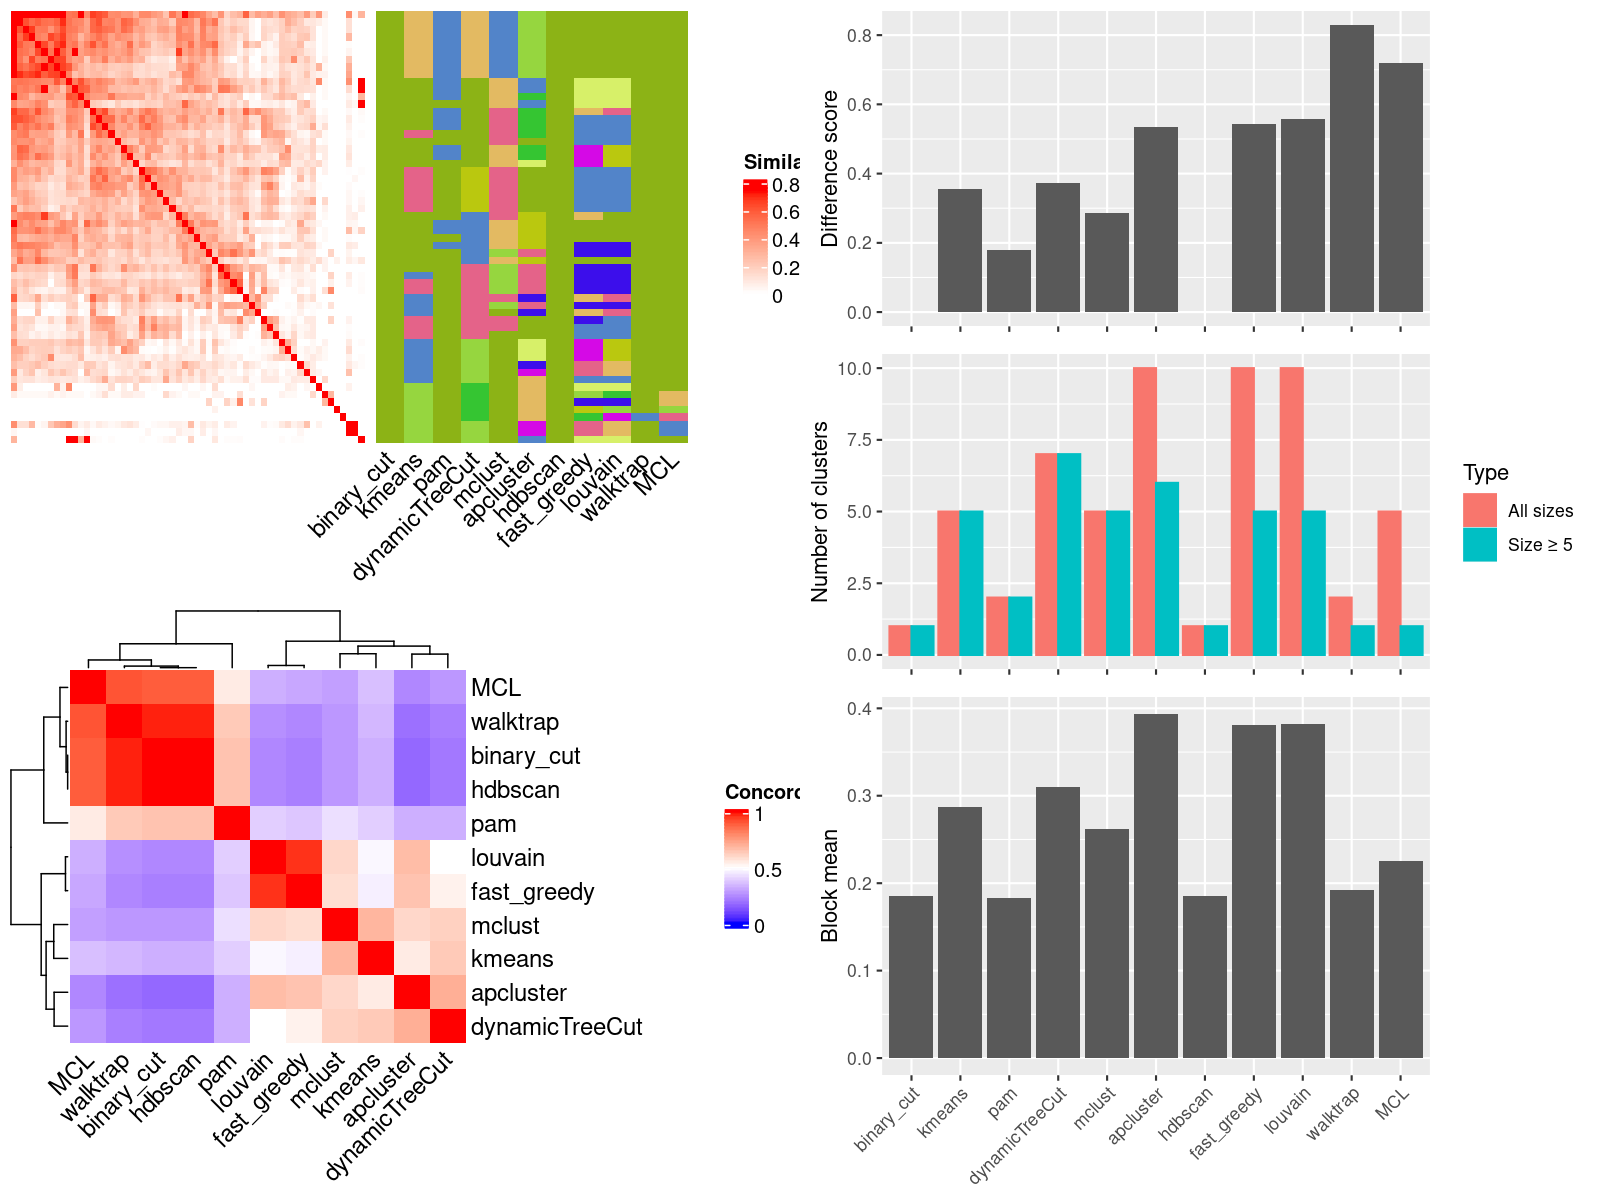 Simila
0.8
0.6
0.4
0.2
0
binary_cut
kmeans
pam
dynamicTreeCut
mclust
apcluster
hdbscan
fast_greedy
louvain
walktrap
MCL
MCL
walktrap
binary_cut
hdbscan
pam
louvain
fast_greedy
mclust
kmeans
apcluster
dynamicTreeCut
MCL
walktrap
binary_cut
hdbscan
pam
louvain
fast_greedy
mclust
kmeans
apcluster
dynamicTreeCut
Concord
1
0.5
0
Difference score
0.8
0.6
0.4
0.2
0.0
Number of clusters
10.0
7.5
5.0
2.5
0.0
Type
All sizes
Size ≥ 5
Block mean
0.4
0.3
0.2
0.1
0.0
binary_cut
kmeans
pam
dynamicTreeCut
mclust
apcluster
hdbscan
fast_greedy
louvain
walktrap
MCL